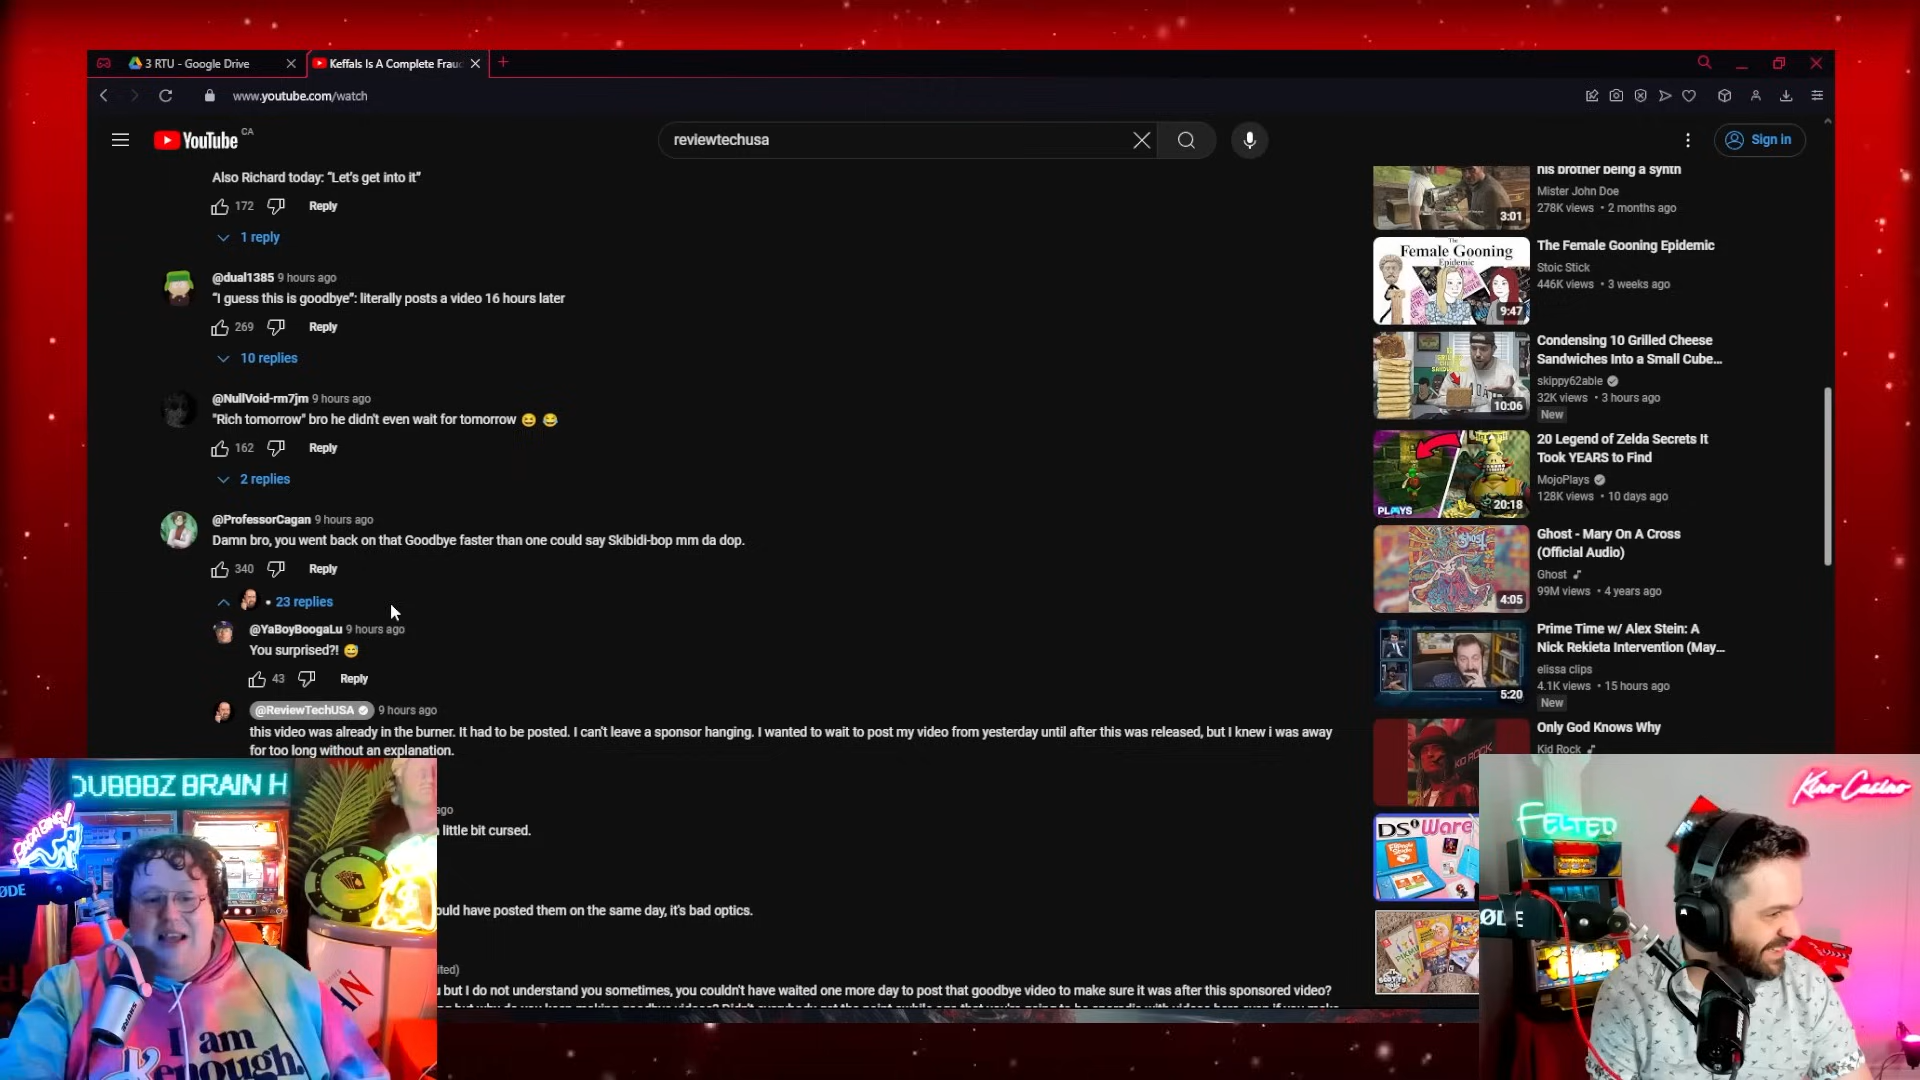 3 RTU - Google Drive
Keffals Is A Complete Frau
www.youtube.com/watch
YouTube CA
reviewtechusa
Sign in
Also Richard today: “Let's get into it”
172 Reply
1 reply
@dual1385 9 hours ago
“I guess this is goodbye”: literally posts a video 16 hours later
269 Reply
10 replies
@NullVoid-rm7jm 9 hours ago
"Rich tomorrow" bro he didn't even wait for tomorrow 😄 😂
162 Reply
2 replies
@ProfessorCagan 9 hours ago
Damn bro, you went back on that Goodbye faster than one could say Skibidi-bop mm da dop.
340 Reply
• 23 replies
@YaBoyBoogaLu 9 hours ago
You surprised?! 😅
43 Reply
@ReviewTechUSA 9 hours ago
this video was already in the burner. It had to be posted. I can't leave a sponsor hanging. I wanted to wait to post my video from yesterday until after this was released, but I knew i was away
for too long without an explanation.
ago
little bit cursed.
ould have posted them on the same day, it's bad optics.
ited)
but I do not understand you sometimes, you couldn't have waited one more day to post that goodbye video to make sure it was after this sponsored video?
his brother being a synth
Mister John Doe
278K views • 2 months ago
3:01
The Female Gooning Epidemic
Stoic Stick
446K views • 3 weeks ago
The
Female Gooning
Epidemic
9:47
Condensing 10 Grilled Cheese
Sandwiches Into a Small Cube...
skippy62able
32K views • 3 hours ago
New
10:06
20 Legend of Zelda Secrets It
Took YEARS to Find
MojoPlays
128K views • 10 days ago
PLAYS
20:18
Ghost - Mary On A Cross
(Official Audio)
Ghost
99M views • 4 years ago
4:05
Prime Time w/ Alex Stein: A
Nick Rekieta Intervention (May...
elissa clips
4.1K views • 15 hours ago
New
5:20
Only God Knows Why
Kid Rock
KID ROCK
DSi Ware
DUBBBZ BRAIN H
BADA BING!
ØDE
I am
Kenough.
FELTED
Kino Casino
RØDE